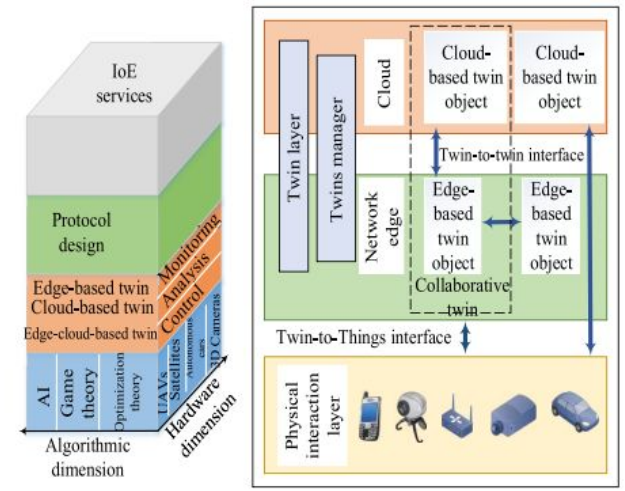 IoE
services
Protocol
design
Edge-based twin
Cloud-based twin
Edge-cloud-based twin
Monitoring
Analysis
Control
AI
Game
theory
Optimization
theory
UAVs
Satellites
Autonomous
cars
3D Cameras
Algorithmic
dimension
Hardware
dimension
Twin layer
Twins manager
Cloud
Cloud-
based twin
object
Cloud-
based twin
object
Twin-to-twin interface
Network
edge
Edge-
based twin
object
Edge-
based twin
object
Collaborative
twin
Twin-to-Things interface
Physical
interaction
layer